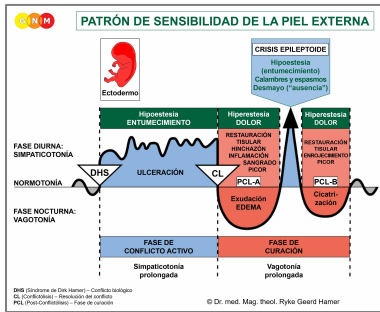 GNM
PATRÓN DE SENSIBILIDAD DE LA PIEL EXTERNA
Ectodermo
CRISIS EPILEPTOIDE
Hipoestesia
(entumecimiento)
Calambres y espasmos
Desmayo ("ausencia")
Hipoestesia
ENTUMECIMIENTO
Hiperestesia
DOLOR
Hiperestesia
DOLOR
FASE DIURNA:
SIMPATICOTONÍA
RESTAURACIÓN
TISULAR
HINCHAZÓN
INFLAMACIÓN
SANGRADO
PICOR
RESTAURACIÓN
TISULAR
ENROJECIMIENTO
PICOR
DHS
ULCERACIÓN
CL
PCL-A
PCL-B
NORMOTONÍA
Exudación
EDEMA
Cicatri-
zación
FASE NOCTURNA:
VAGOTONÍA
FASE DE
CONFLICTO ACTIVO
FASE DE
CURACIÓN
Simpaticotonía
prolongada
Vagotonía
prolongada
DHS (Síndrome de Dirk Hamer) – Conflicto biológico
CL (Conflictólisis) – Resolución del conflicto
PCL (Post-Conflictólisis) – Fase de curación
© Dr. med. Mag. theol. Ryke Geerd Hamer